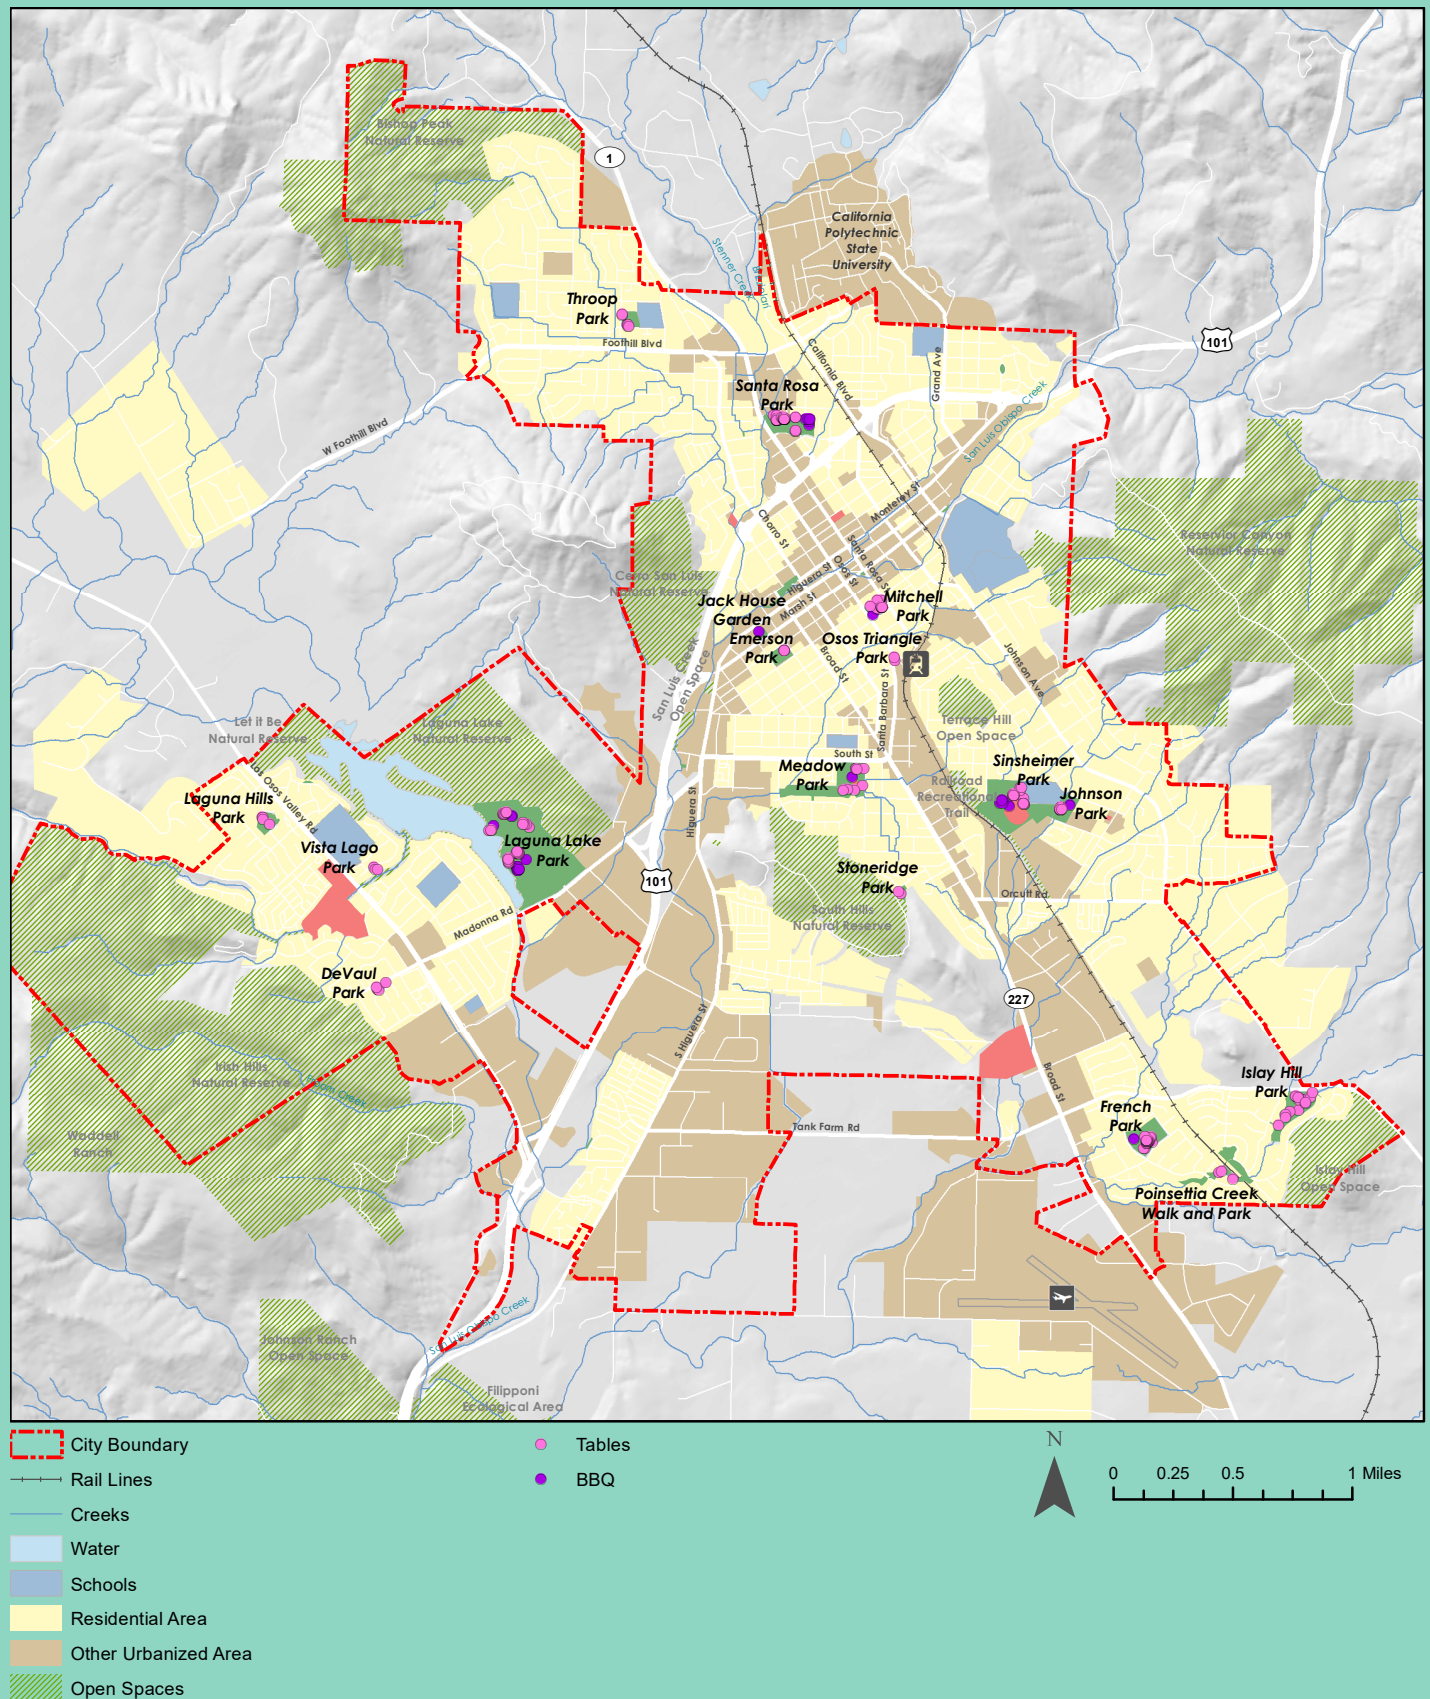 Bishop Peak
Natural Reserve
1
California
Polytechnic
State
University
Stenner Creek
Throop
Park
Foothill Blvd
101
California Blvd
Grand Ave
Santa Rosa
Park
San Luis Obispo Creek
W Foothill Blvd
Monterey St
Chorro St
Santa Rosa St
Osos St
Reservior Canyon
Natural Reserve
Cerro San Luis
Natural Reserve
Higuera St
Marsh St
Jack House
Garden
Mitchell
Park
Emerson
Park
Osos Triangle
Park
Broad St
Johnson Ave
San Luis Creek
Open Space
Santa Barbara St
Let it Be
Natural Reserve
Laguna Lake
Natural Reserve
Terrace Hill
Open Space
South St
Meadow
Park
Sinsheimer
Park
Railroad
Recreational
Trail
Johnson
Park
Los Osos Valley Rd
Laguna Hills
Park
Higuera St
Vista Lago
Park
Laguna Lake
Park
101
Stoneridge
Park
Orcutt Rd
South Hills
Natural Reserve
Madonna Rd
DeVaul
Park
227
S Higuera St
Irish Hills
Natural Reserve
Froom Creek
Broad St
Islay Hill
Park
French
Park
Tank Farm Rd
Waddell
Ranch
Islay Hill
Open Space
Poinsettia Creek
Walk and Park
San Luis Obispo Creek
Johnson Ranch
Open Space
Filipponi
Ecological Area
City Boundary
Rail Lines
Creeks
Water
Schools
Residential Area
Other Urbanized Area
Open Spaces
Tables
BBQ
N
0 0.25 0.5 1 Miles